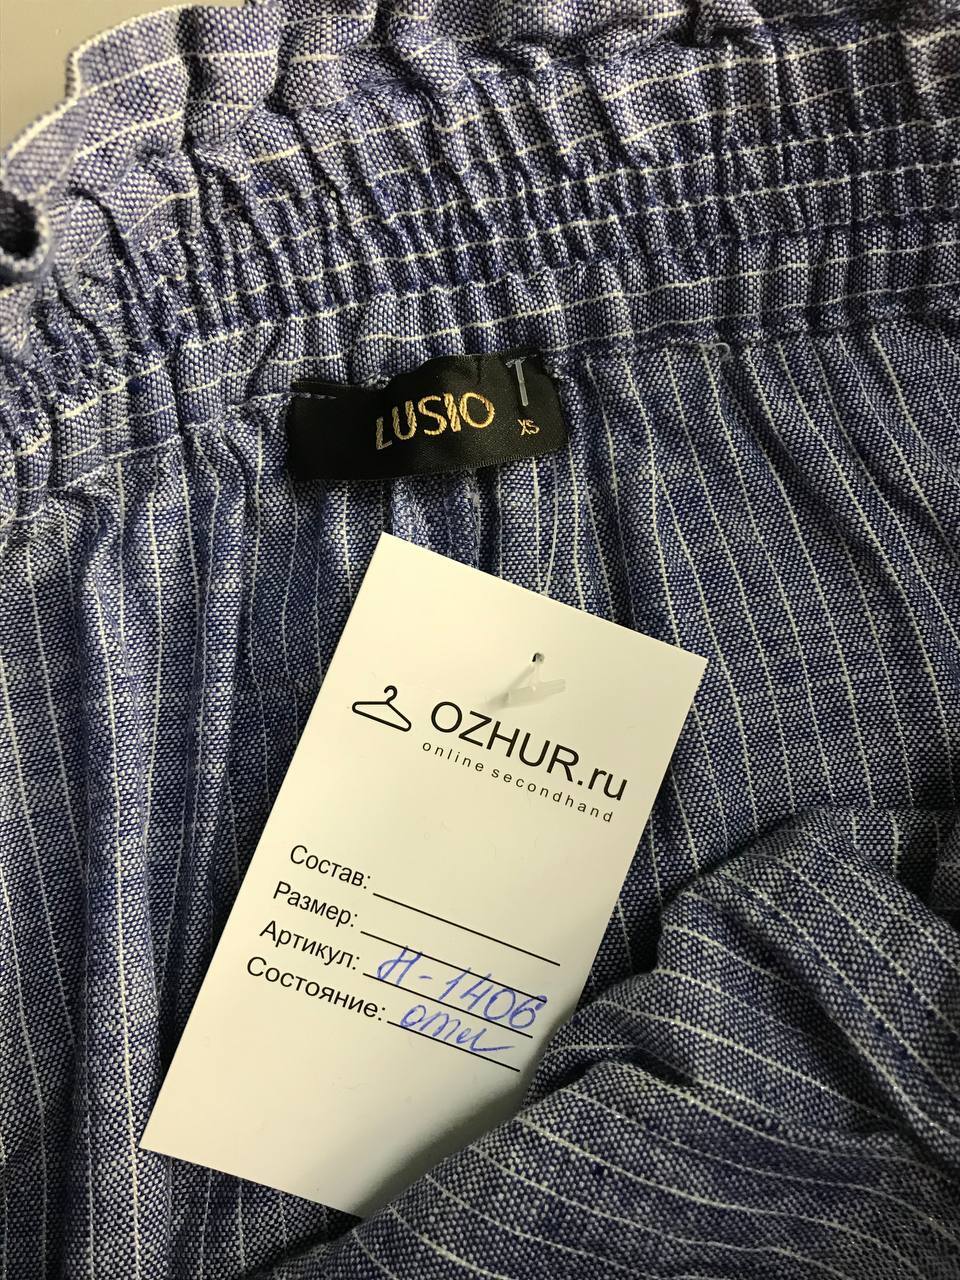 LUSIO
XS
OZHUR.ru
online secondhand
Состав:
Размер:
Артикул: Н-1406
Состояние: отл